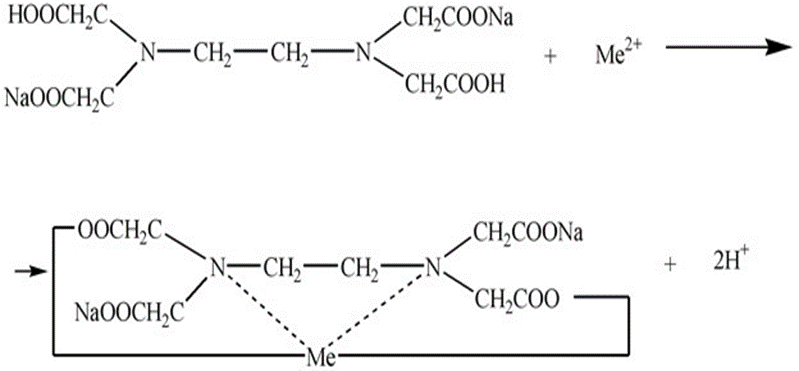 HOOCH₂C CH₂COONa
N—CH₂—CH₂—N + Me²⁺
NaOOCH₂C CH₂COOH
OOCH₂C CH₂COONa
N—CH₂—CH₂—N + 2H⁺
NaOOCH₂C CH₂COO
Me